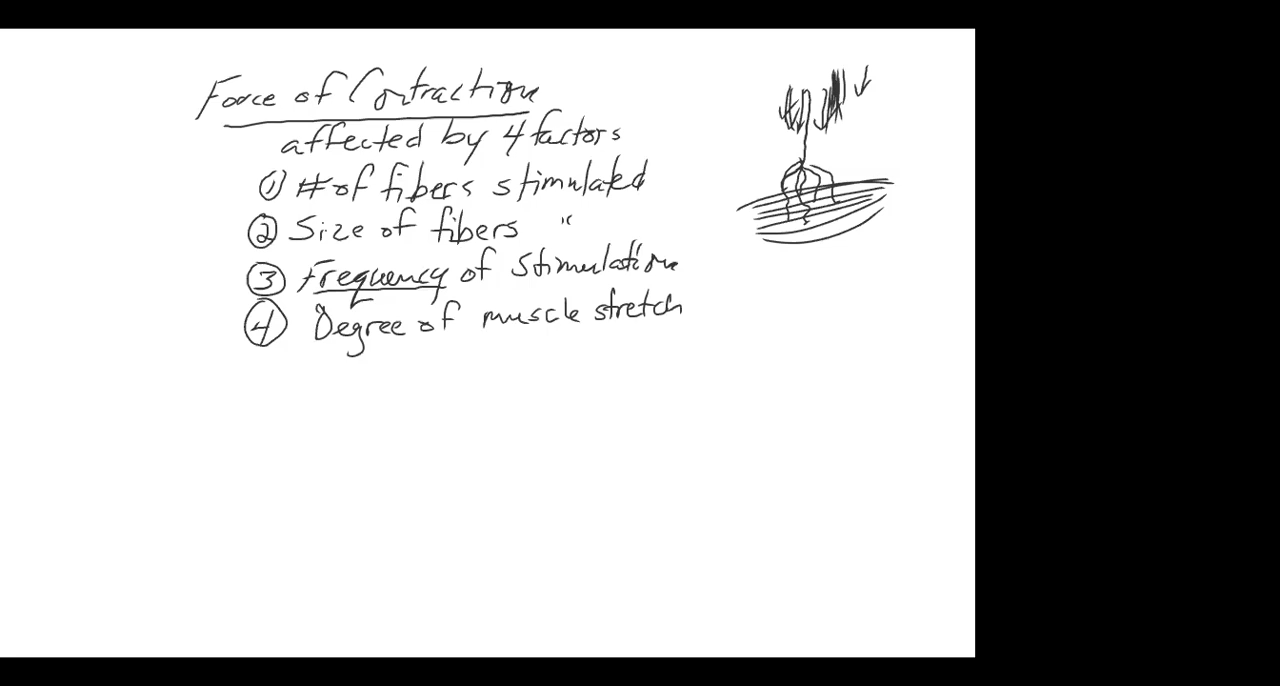 Force of Contraction
affected by 4 factors
① # of fibers stimulated
② Size of fibers "
③ Frequency of stimulation
④ Degree of muscle stretch